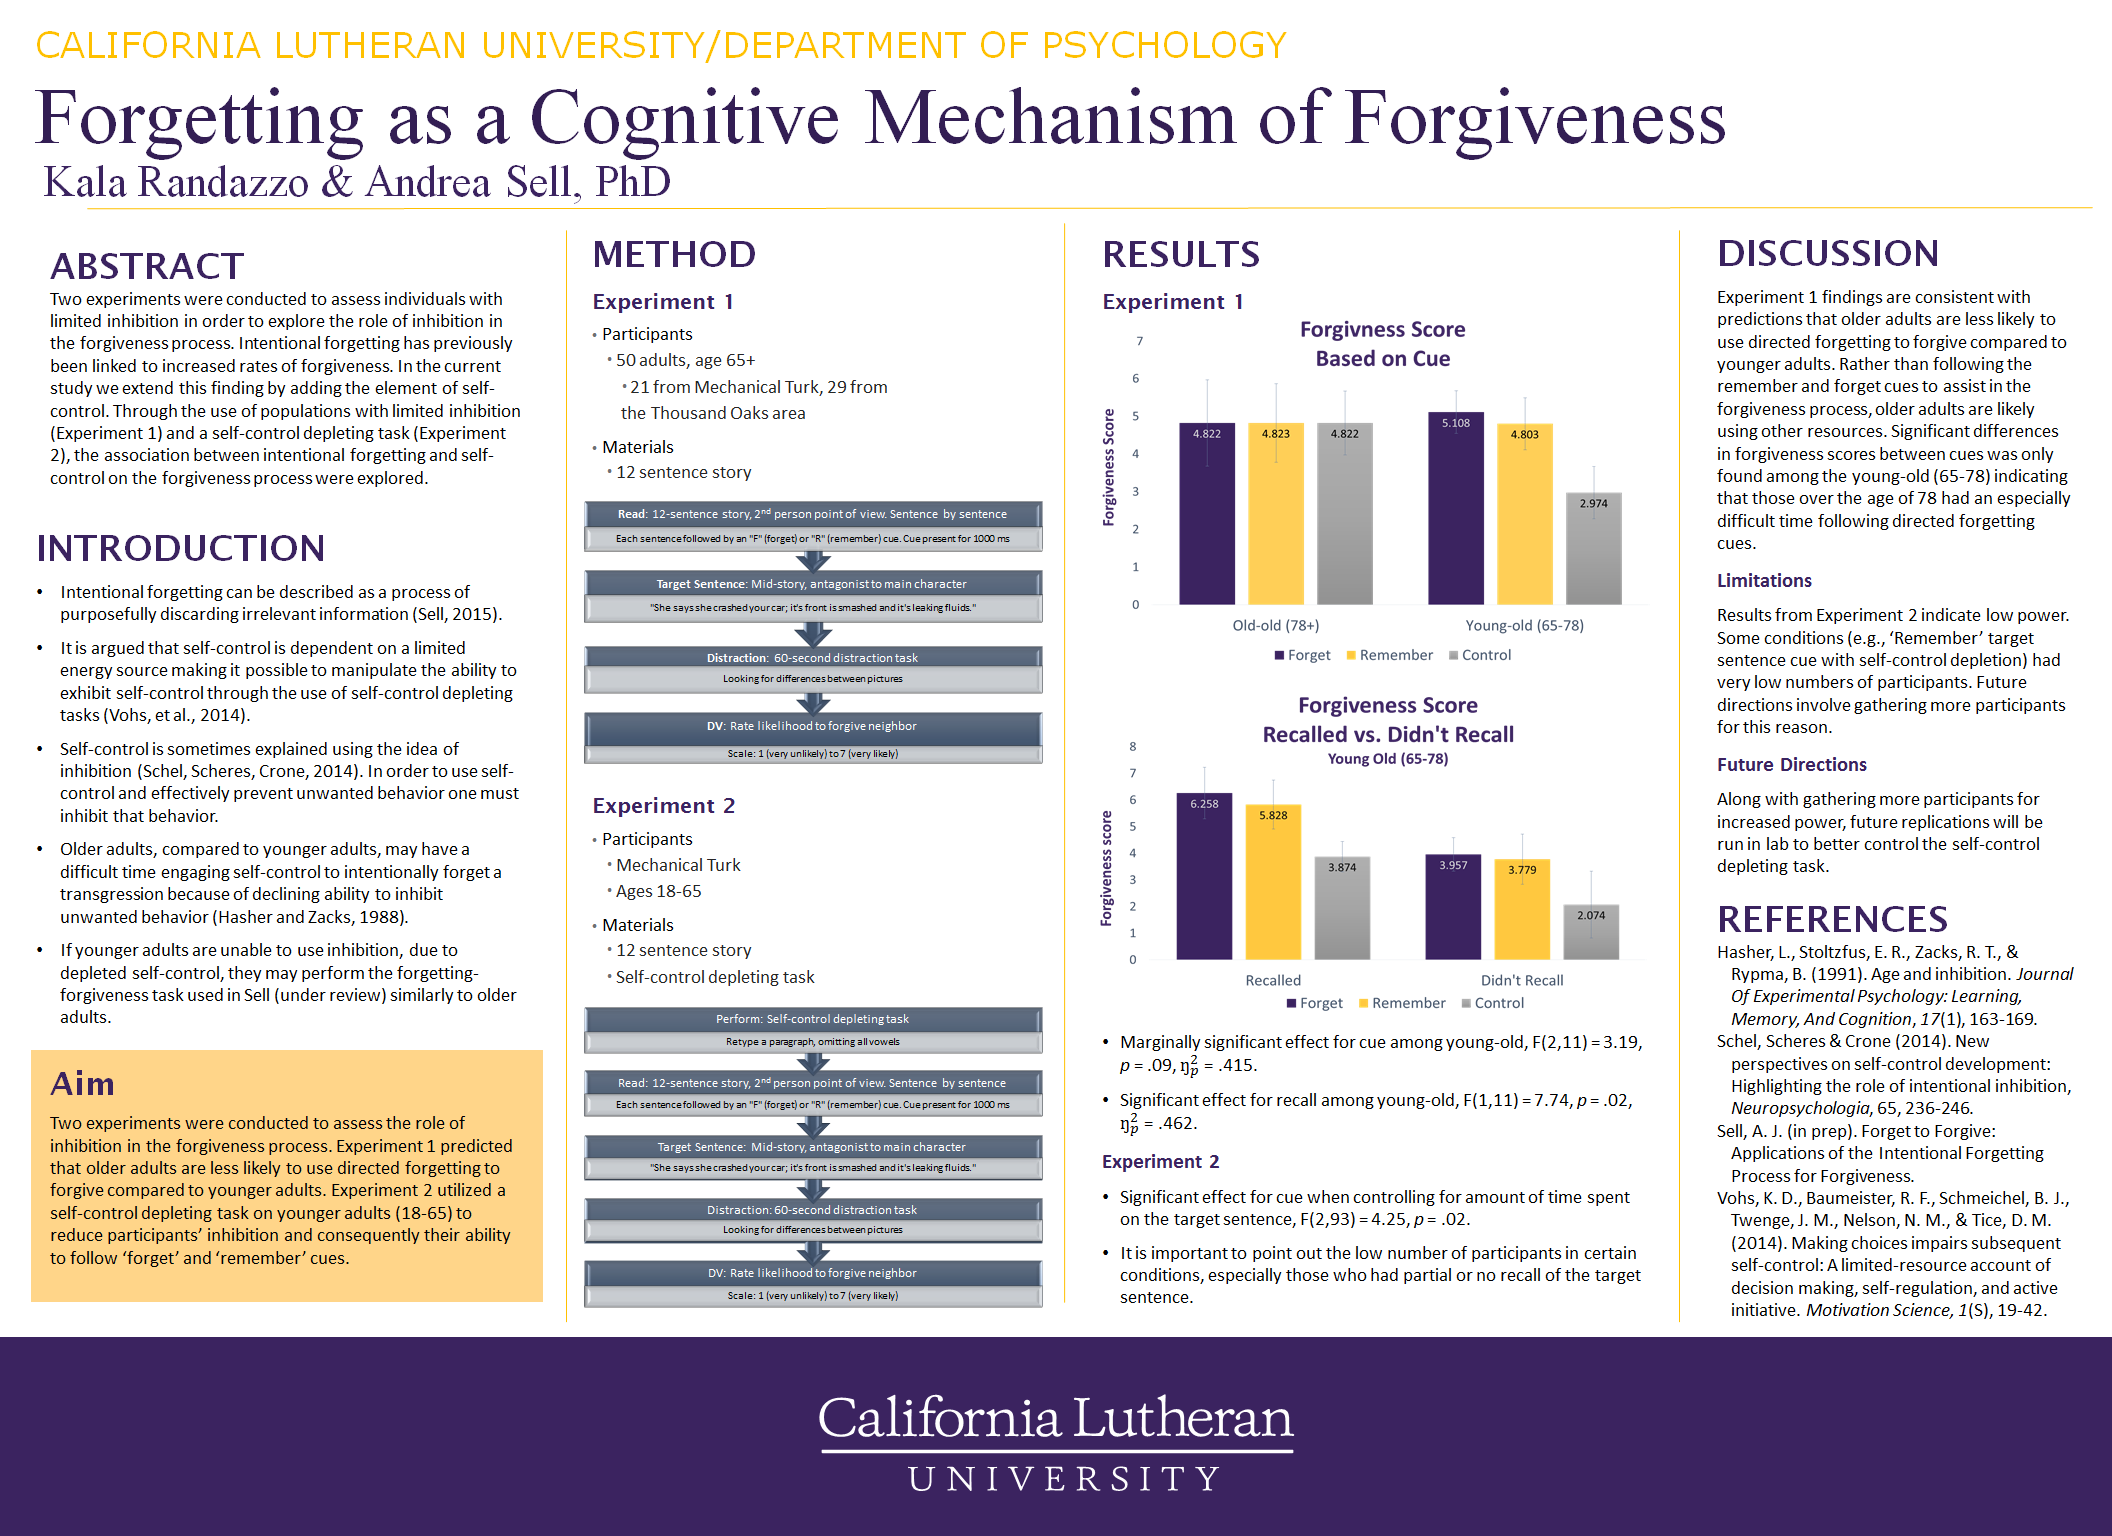 CALIFORNIA LUTHERAN UNIVERSITY/DEPARTMENT OF PSYCHOLOGY
Forgetting as a Cognitive Mechanism of Forgiveness
Kala Randazzo & Andrea Sell, PhD
ABSTRACT
Two experiments were conducted to assess individuals with
limited inhibition in order to explore the role of inhibition in
the forgiveness process. Intentional forgetting has previously
been linked to increased rates of forgiveness. In the current
study we extend this finding by adding the element of self-
control. Through the use of populations with limited inhibition
(Experiment 1) and a self-control depleting task (Experiment
2), the association between intentional forgetting and self-
control on the forgiveness process were explored.
INTRODUCTION
• Intentional forgetting can be described as a process of
purposefully discarding irrelevant information (Sell, 2015).
• It is argued that self-control is dependent on a limited
energy source making it possible to manipulate the ability to
exhibit self-control through the use of self-control depleting
tasks (Vohs, et al., 2014).
• Self-control is sometimes explained using the idea of
inhibition (Schel, Scheres, Crone, 2014). In order to use self-
control and effectively prevent unwanted behavior one must
inhibit that behavior.
• Older adults, compared to younger adults, may have a
difficult time engaging self-control to intentionally forget a
transgression because of declining ability to inhibit
unwanted behavior (Hasher and Zacks, 1988).
• If younger adults are unable to use inhibition, due to
depleted self-control, they may perform the forgetting-
forgiveness task used in Sell (under review) similarly to older
adults.
Aim
Two experiments were conducted to assess the role of
inhibition in the forgiveness process. Experiment 1 predicted
that older adults are less likely to use directed forgetting to
forgive compared to younger adults. Experiment 2 utilized a
self-control depleting task on younger adults (18-65) to
reduce participants' inhibition and consequently their ability
to follow ‘forget’ and ‘remember’ cues.
METHOD
Experiment 1
• Participants
• 50 adults, age 65+
• 21 from Mechanical Turk, 29 from
the Thousand Oaks area
• Materials
• 12 sentence story
Read: 12-sentence story, 2nd person point of view. Sentence by sentence
Each sentence followed by an "F" (forget) or "R" (remember) cue. Cue present for 1000 ms
Target Sentence: Mid-story, antagonist to main character
"She says she crashed your car; it's front is smashed and it's leaking fluids."
Distraction: 60-second distraction task
Looking for differences between pictures
DV: Rate likelihood to forgive neighbor
Scale: 1 (very unlikely) to 7 (very likely)
Experiment 2
• Participants
• Mechanical Turk
• Ages 18-65
• Materials
• 12 sentence story
• Self-control depleting task
Perform: Self-control depleting task
Retype a paragraph, omitting all vowels
Read: 12-sentence story, 2nd person point of view. Sentence by sentence
Each sentence followed by an "F" (forget) or "R" (remember) cue. Cue present for 1000 ms
Target Sentence: Mid-story, antagonist to main character
"She says she crashed your car; it's front is smashed and it's leaking fluids."
Distraction: 60-second distraction task
Looking for differences between pictures
DV: Rate likelihood to forgive neighbor
Scale: 1 (very unlikely) to 7 (very likely)
RESULTS
Experiment 1
Forgivness Score
Based on Cue
Forgiveness Score
7
6
5
4
3
2
1
0
4.822
4.823
4.822
5.108
4.803
2.974
Old-old (78+)
Young-old (65-78)
Forget
Remember
Control
Forgiveness Score
Recalled vs. Didn't Recall
Young Old (65-78)
Forgiveness score
8
7
6
5
4
3
2
1
0
6.258
5.828
3.874
3.957
3.779
2.074
Recalled
Didn't Recall
Forget
Remember
Control
• Marginally significant effect for cue among young-old, F(2,11) = 3.19,
p = .09, ŋ²p = .415.
• Significant effect for recall among young-old, F(1,11) = 7.74, p = .02,
ŋ²p = .462.
Experiment 2
• Significant effect for cue when controlling for amount of time spent
on the target sentence, F(2,93) = 4.25, p = .02.
• It is important to point out the low number of participants in certain
conditions, especially those who had partial or no recall of the target
sentence.
DISCUSSION
Experiment 1 findings are consistent with
predictions that older adults are less likely to
use directed forgetting to forgive compared to
younger adults. Rather than following the
remember and forget cues to assist in the
forgiveness process, older adults are likely
using other resources. Significant differences
in forgiveness scores between cues was only
found among the young-old (65-78) indicating
that those over the age of 78 had an especially
difficult time following directed forgetting
cues.
Limitations
Results from Experiment 2 indicate low power.
Some conditions (e.g., ‘Remember’ target
sentence cue with self-control depletion) had
very low numbers of participants. Future
directions involve gathering more participants
for this reason.
Future Directions
Along with gathering more participants for
increased power, future replications will be
run in lab to better control the self-control
depleting task.
REFERENCES
Hasher, L., Stoltzfus, E. R., Zacks, R. T., &
Rypma, B. (1991). Age and inhibition. Journal
Of Experimental Psychology: Learning,
Memory, And Cognition, 17(1), 163-169.
Schel, Scheres & Crone (2014). New
perspectives on self-control development:
Highlighting the role of intentional inhibition,
Neuropsychologia, 65, 236-246.
Sell, A. J. (in prep). Forget to Forgive:
Applications of the Intentional Forgetting
Process for Forgiveness.
Vohs, K. D., Baumeister, R. F., Schmeichel, B. J.,
Twenge, J. M., Nelson, N. M., & Tice, D. M.
(2014). Making choices impairs subsequent
self-control: A limited-resource account of
decision making, self-regulation, and active
initiative. Motivation Science, 1(S), 19-42.
California Lutheran
UNIVERSITY